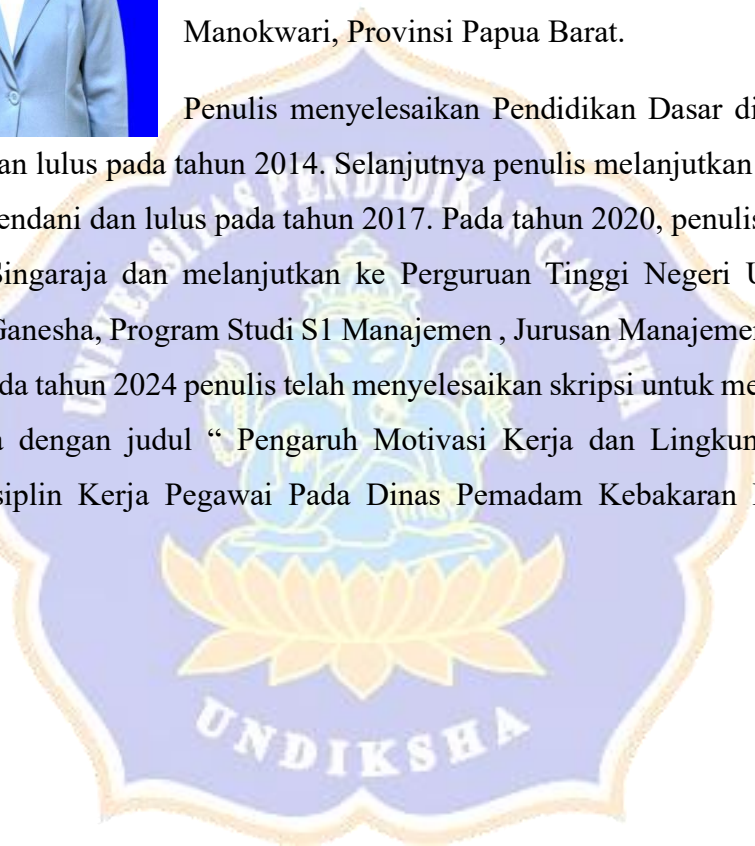 Manokwari, Provinsi Papua Barat.
Penulis menyelesaikan Pendidikan Dasar di
an lulus pada tahun 2014. Selanjutnya penulis melanjutkan
endani dan lulus pada tahun 2017. Pada tahun 2020, penulis
Singaraja dan melanjutkan ke Perguruan Tinggi Negeri U
Ganesha, Program Studi S1 Manajemen , Jurusan Manajemen
da tahun 2024 penulis telah menyelesaikan skripsi untuk me
a dengan judul “ Pengaruh Motivasi Kerja dan Lingkun
siplin Kerja Pegawai Pada Dinas Pemadam Kebakaran
UNIVERSITAS PENDIDIKAN GANESHA
UNDIKSHA